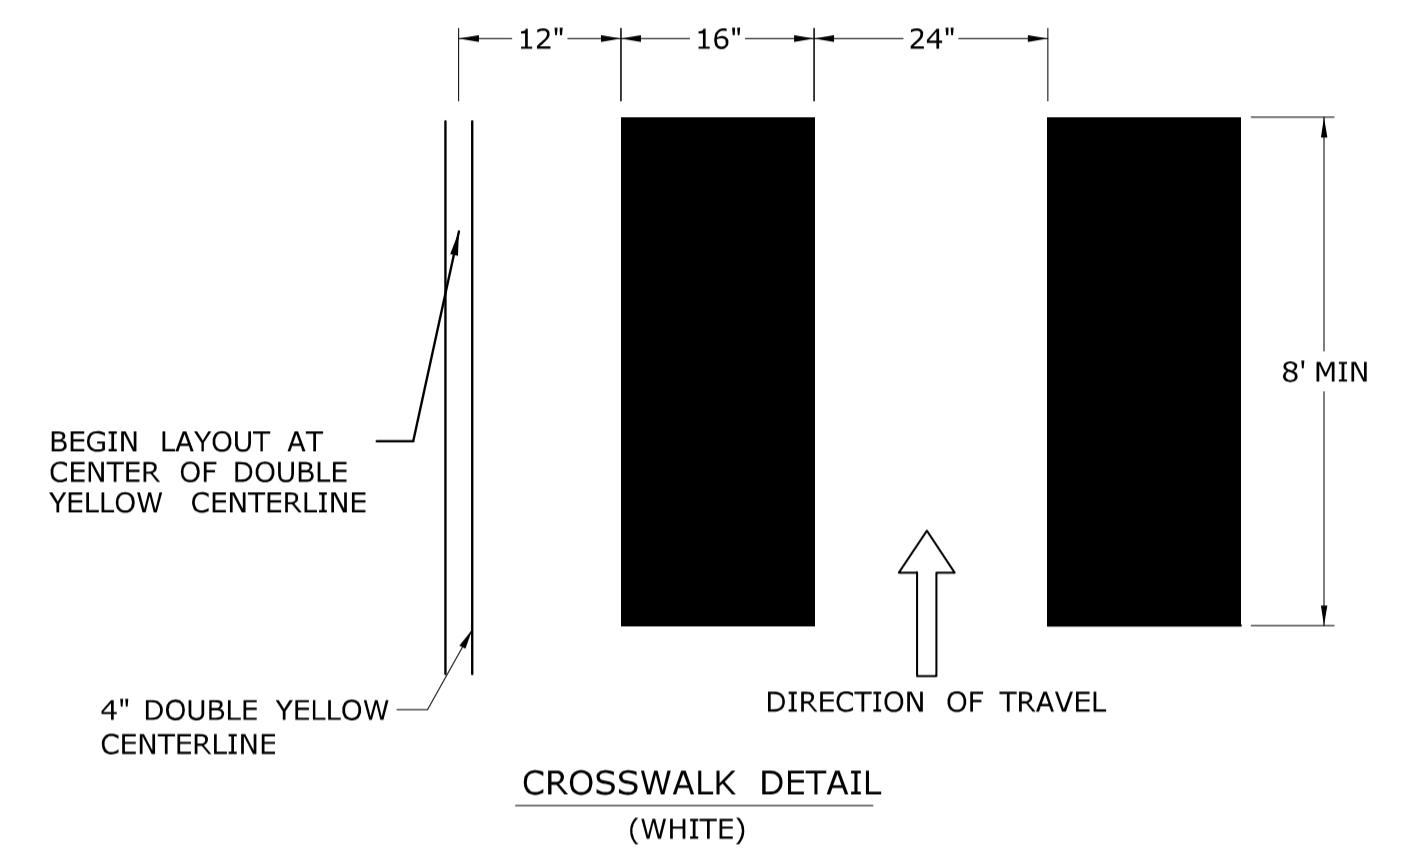 12"
16"
24"
8' MIN
BEGIN LAYOUT AT
CENTER OF DOUBLE
YELLOW CENTERLINE
4" DOUBLE YELLOW
CENTERLINE
DIRECTION OF TRAVEL
CROSSWALK DETAIL
(WHITE)